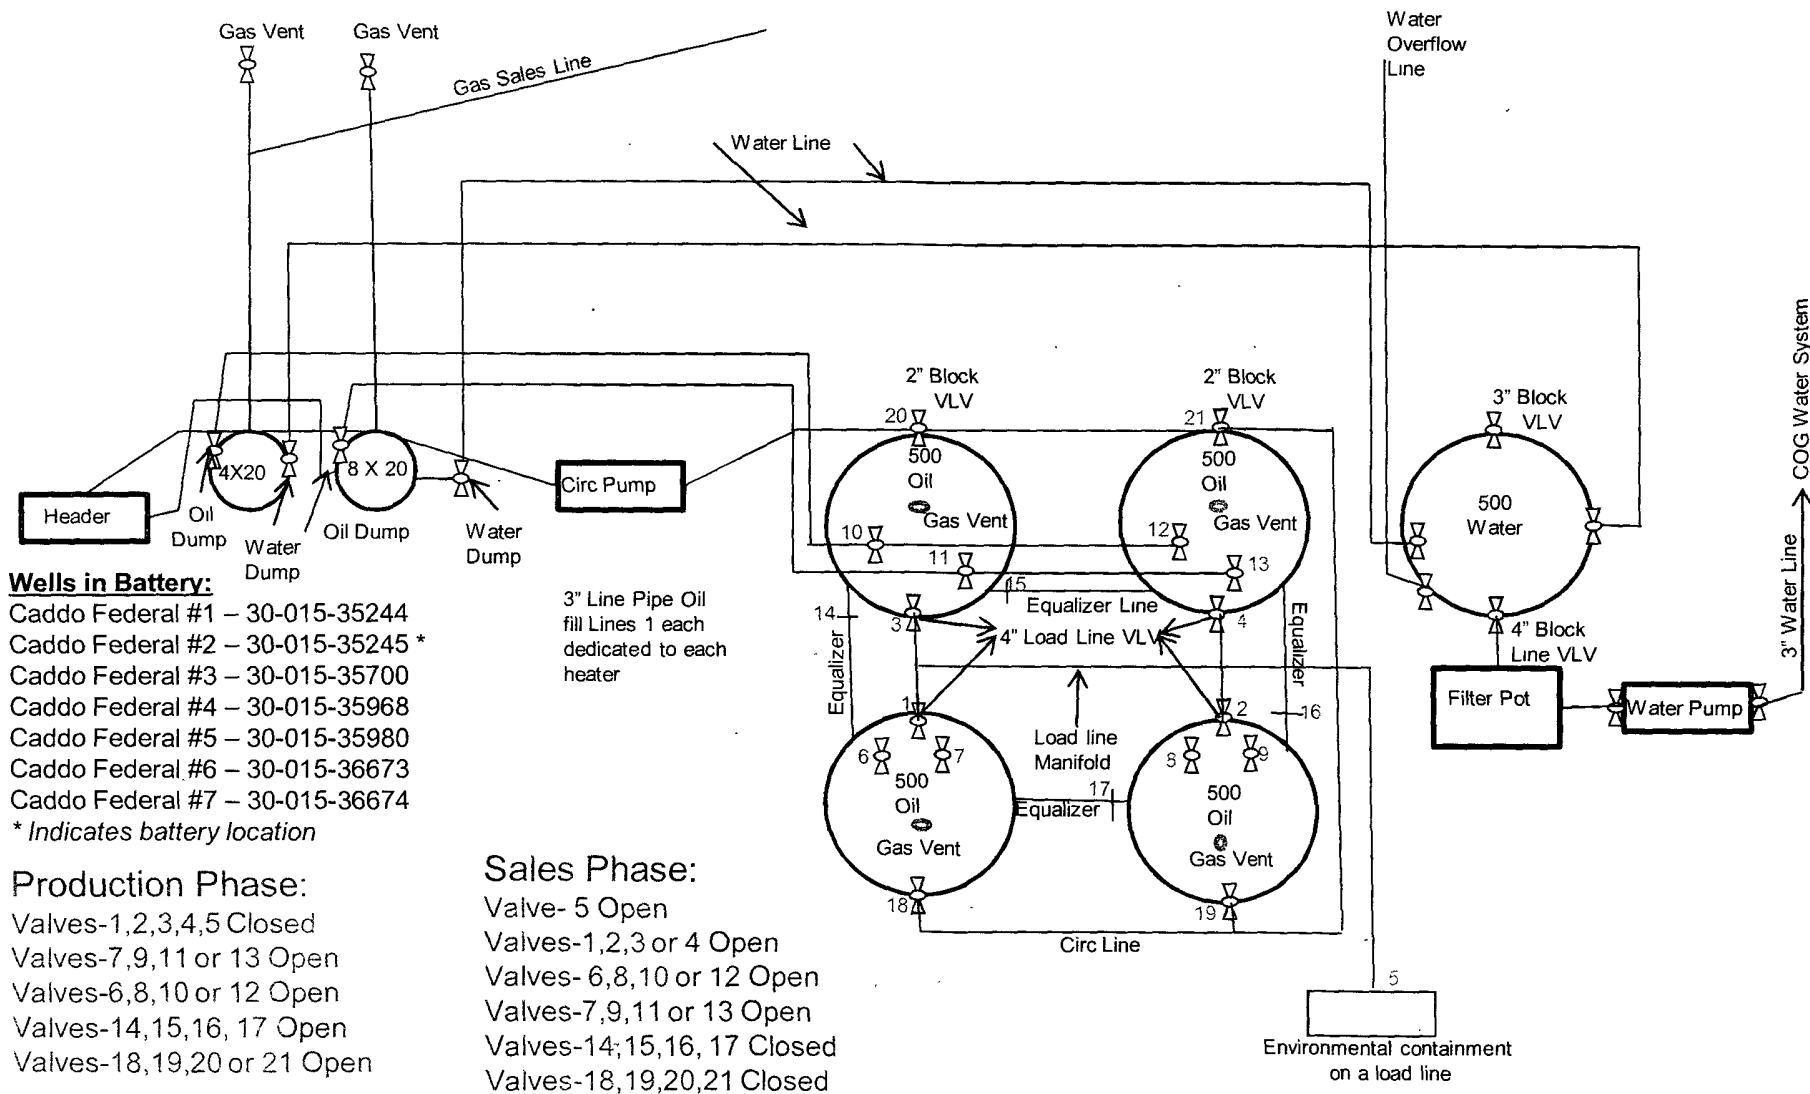 Gas Vent
Gas Vent
Gas Sales Line
Water Line
Water
Overflow
Line
COG Water System
3" Water Line
2" Block
VLV
2" Block
VLV
3" Block
VLV
20
21
4X20
8 X 20
Circ Pump
Header
Oil
Dump
Water
Dump
Oil Dump
Water
Dump
500
Oil
Gas Vent
500
Oil
Gas Vent
500
Water
10
11
12
13
14
15
3
4
Equalizer Line
4" Load Line VLV
Equalizer
Equalizer
4" Block
Line VLV
3" Line Pipe Oil
fill Lines 1 each
dedicated to each
heater
Filter Pot
Water Pump
1
2
16
6
7
8
9
Load line
Manifold
17
Equalizer
500
Oil
Gas Vent
500
Oil
Gas Vent
18
19
Circ Line
5
Environmental containment
on a load line
Wells in Battery:
Caddo Federal #1 – 30-015-35244
Caddo Federal #2 – 30-015-35245 *
Caddo Federal #3 – 30-015-35700
Caddo Federal #4 – 30-015-35968
Caddo Federal #5 – 30-015-35980
Caddo Federal #6 – 30-015-36673
Caddo Federal #7 – 30-015-36674
* Indicates battery location
Production Phase:
Valves-1,2,3,4,5 Closed
Valves-7,9,11 or 13 Open
Valves-6,8,10 or 12 Open
Valves-14,15,16, 17 Open
Valves-18,19,20 or 21 Open
Sales Phase:
Valve- 5 Open
Valves-1,2,3 or 4 Open
Valves- 6,8,10 or 12 Open
Valves-7,9,11 or 13 Open
Valves-14,15,16, 17 Closed
Valves-18,19,20,21 Closed